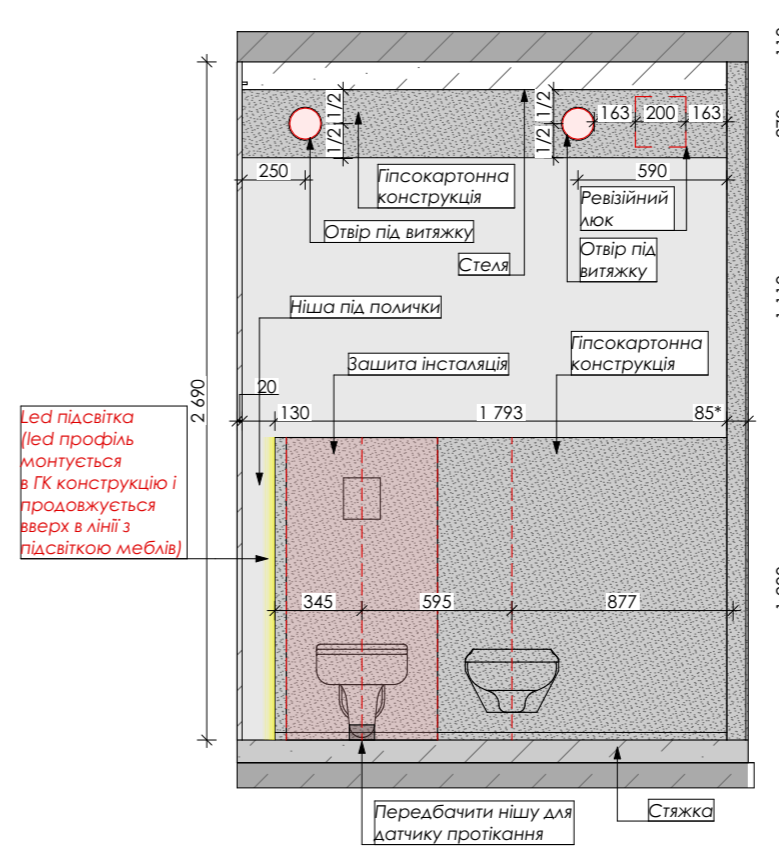 1/2
1/2
163
200
163
1/2
1/2
250
590
Гіпсокартонна
конструкція
Ревізійний
люк
Отвір під витяжку
Отвір під
витяжку
Стеля
Ніша під полички
Гіпсокартонна
конструкція
Зашита інсталяція
2 690
20
130
1 793
85*
Led підсвітка
(led профіль
монтується
в ГК конструкцію і
продовжується
вверх в лінії з
підсвіткою меблів)
345
595
877
Передбачити нішу для
датчику протікання
Стяжка